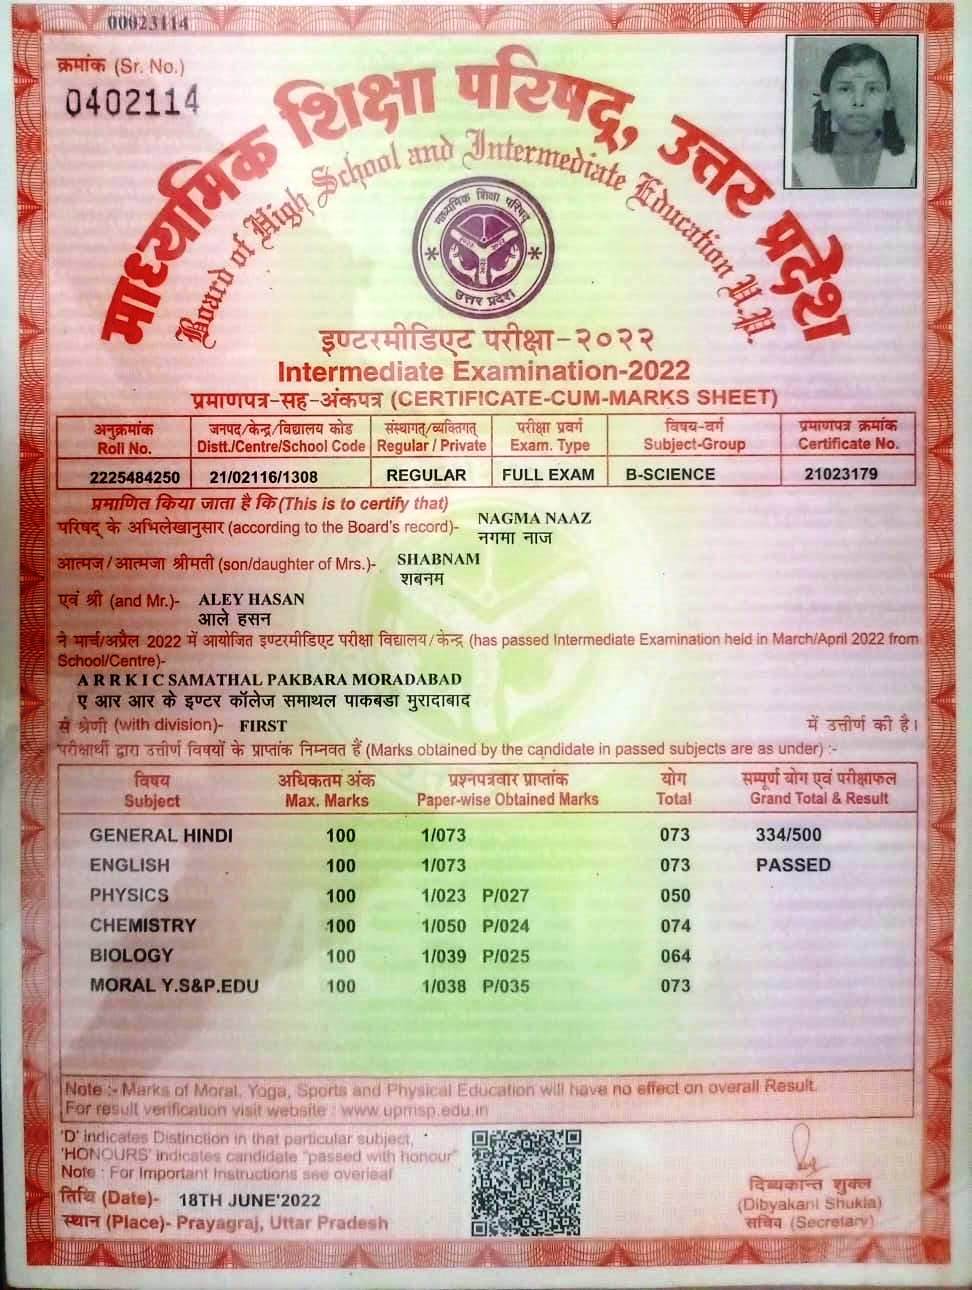 00023114
क्रमांक (Sr. No.)
0402114
माध्यमिक शिक्षा परिषद्, उत्तर प्रदेश
Board of High School and Intermediate Education U.P.
माध्यमिक शिक्षा परिषद्
उत्तर प्रदेश
इण्टरमीडिएट परीक्षा-२०२२
Intermediate Examination-2022
प्रमाणपत्र-सह-अंकपत्र (CERTIFICATE-CUM-MARKS SHEET)
अनुक्रमांक जनपद/केन्द्र/विद्यालय कोड संस्थागत/व्यक्तिगत परीक्षा प्रवर्ग विषय-वर्ग प्रमाणपत्र क्रमांक
Roll No. Distt./Centre/School Code Regular / Private Exam. Type Subject-Group Certificate No.
2225484250 21/02116/1308 REGULAR FULL EXAM B-SCIENCE 21023179
प्रमाणित किया जाता है कि (This is to certify that)
परिषद् के अभिलेखानुसार (according to the Board's record)- NAGMA NAAZ
नगमा नाज
आत्मज/आत्मजा श्रीमती (son/daughter of Mrs.)- SHABNAM
शबनम
एवं श्री (and Mr.)- ALEY HASAN
आले हसन
ने मार्च/अप्रैल 2022 में आयोजित इण्टरमीडिएट परीक्षा विद्यालय/केन्द्र (has passed Intermediate Examination held in March/April 2022 from
School/Centre)-
A R R K I C SAMATHAL PAKBARA MORADABAD
ए आर आर के इण्टर कॉलेज समाथल पाकबडा मुरादाबाद
से श्रेणी (with division)- FIRST में उत्तीर्ण की है।
परीक्षार्थी द्वारा उत्तीर्ण विषयों के प्राप्तांक निम्नवत हैं (Marks obtained by the candidate in passed subjects are as under) :-
विषय अधिकतम अंक प्रश्नपत्रवार प्राप्तांक योग सम्पूर्ण योग एवं परीक्षाफल
Subject Max. Marks Paper-wise Obtained Marks Total Grand Total & Result
GENERAL HINDI 100 1/073 073 334/500
ENGLISH 100 1/073 073 PASSED
PHYSICS 100 1/023 P/027 050
CHEMISTRY 100 1/050 P/024 074
BIOLOGY 100 1/039 P/025 064
MORAL Y.S&P.EDU 100 1/038 P/035 073
Note :- Marks of Moral, Yoga, Sports and Physical Education will have no effect on overall Result.
For result verification visit website : www.upmsp.edu.in
'D' indicates Distinction in that particular subject,
'HONOURS' indicates candidate "passed with honour"
Note : For Important Instructions see overleaf
तिथि (Date)- 18TH JUNE'2022
स्थान (Place)- Prayagraj, Uttar Pradesh
दिब्यकान्त शुक्ल
(Dibyakant Shukla)
सचिव (Secretary)